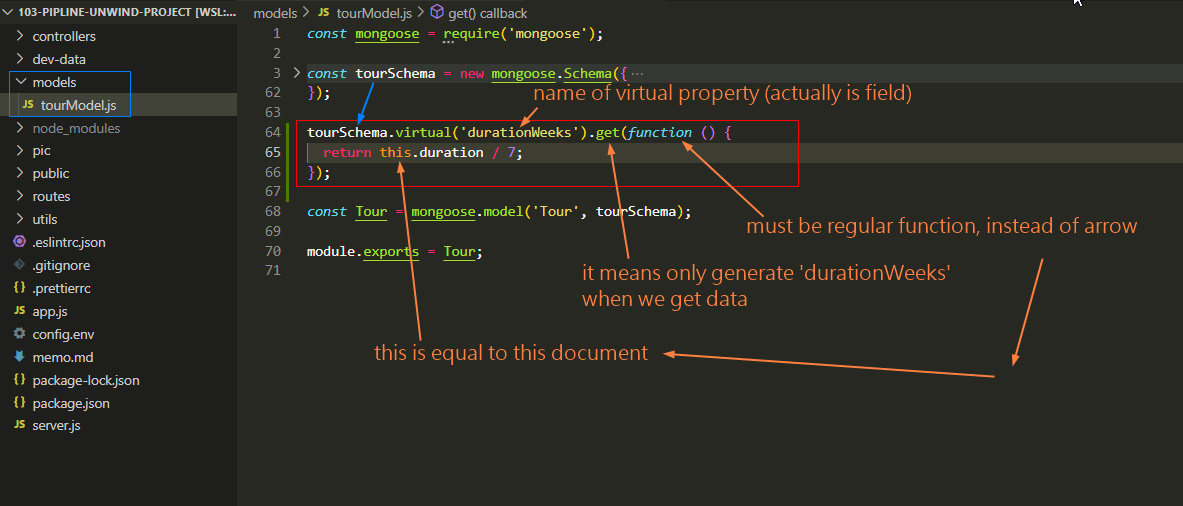 103-PIPLINE-UNWIND-PROJECT [WSL:...
controllers
dev-data
models
JS tourModel.js
node_modules
pic
public
routes
utils
.eslintrc.json
.gitignore
.prettierrc
JS app.js
config.env
memo.md
{} package-lock.json
{} package.json
JS server.js
models > JS tourModel.js > get() callback
1 const mongoose = require('mongoose');
2
3 const tourSchema = new mongoose.Schema({ ...
62 });
name of virtual property (actually is field)
63
64 tourSchema.virtual('durationWeeks').get(function () {
65 return this.duration / 7;
66 });
67
68 const Tour = mongoose.model('Tour', tourSchema);
must be regular function, instead of arrow
69
70 module.exports = Tour;
71
it means only generate 'durationWeeks'
when we get data
this is equal to this document